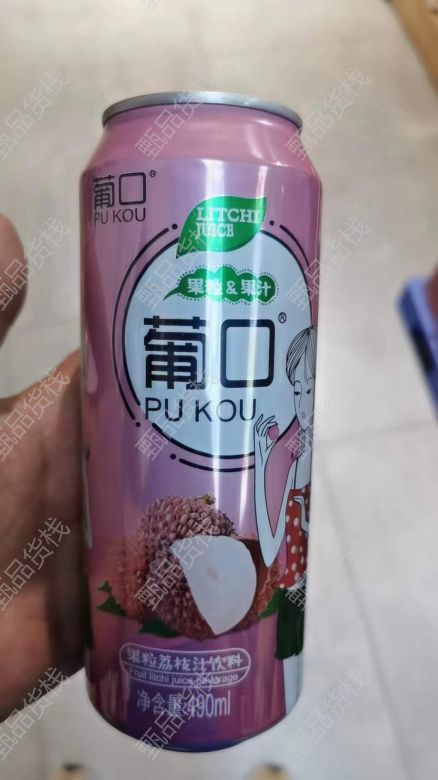 葡口®
PU KOU
LITCHI
JUICE
果粒&果汁
葡口®
PU KOU
果粒荔枝汁饮料
Fruit litchi juice beverage
净含量490ml
甄品货栈